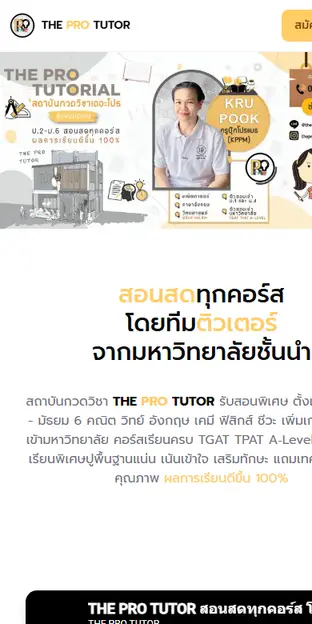 THE PRO TUTOR
สมั
THE PRO
TUTORIAL
สถาบันกวดวิชาเดอะโปร
ป.2-ม.6 สอนสดทุกคอร์ส
ผลการเรียนดีขึ้น 100%
THE PRO
TUTOR
KRU
POOK
ครูปุ๊กโปรแบร
(KPPM)
สอนสดทุกคอร์ส
โดยทีมติวเตอร์
จากมหาวิทยาลัยชั้นนำ
สถาบันกวดวิชา THE PRO TUTOR รับสอนพิเศษ ตั้งแ
- มัธยม 6 คณิต วิทย์ อังกฤษ เคมี ฟิสิกส์ ชีวะ เพิ่มเก
เข้ามหาวิทยาลัย คอร์สเรียนครบ TGAT TPAT A-Leve
เรียนพิเศษปูพื้นฐานแน่น เน้นเข้าใจ เสริมทักษะ แถมเทค
คุณภาพ ผลการเรียนดีขึ้น 100%
THE PRO TUTOR สอนสดทุกคอร์ส โ
THE PRO TUTOR